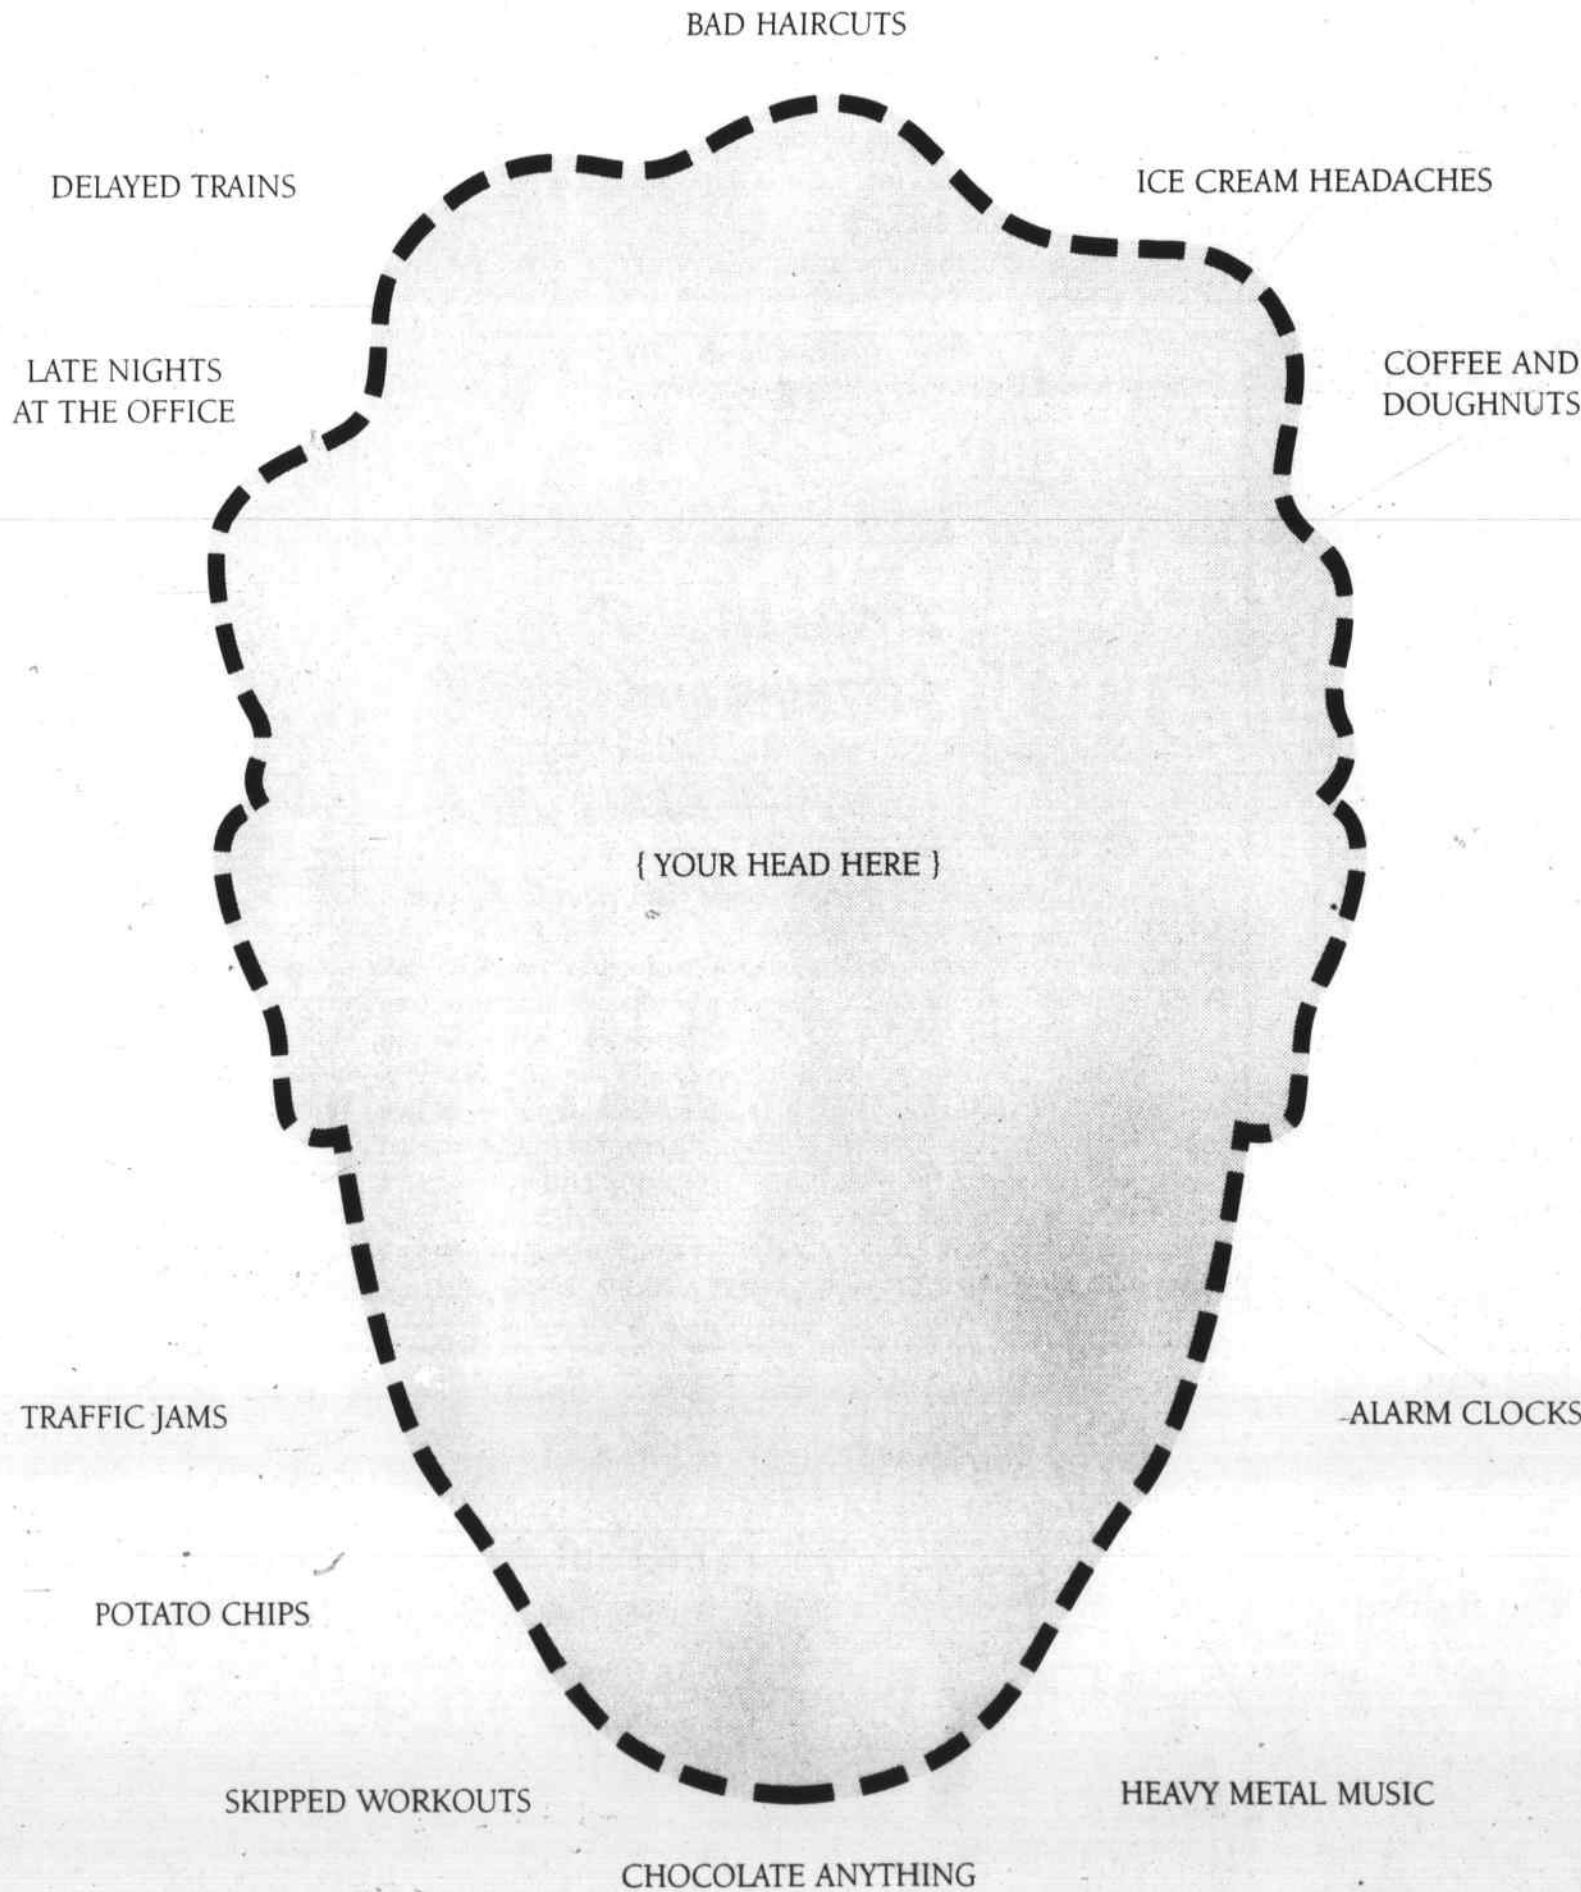 BAD HAIRCUTS
DELAYED TRAINS
ICE CREAM HEADACHES
LATE NIGHTS
AT THE OFFICE
COFFEE AND
DOUGHNUTS
{ YOUR HEAD HERE }
TRAFFIC JAMS
ALARM CLOCKS
POTATO CHIPS
SKIPPED WORKOUTS
HEAVY METAL MUSIC
CHOCOLATE ANYTHING